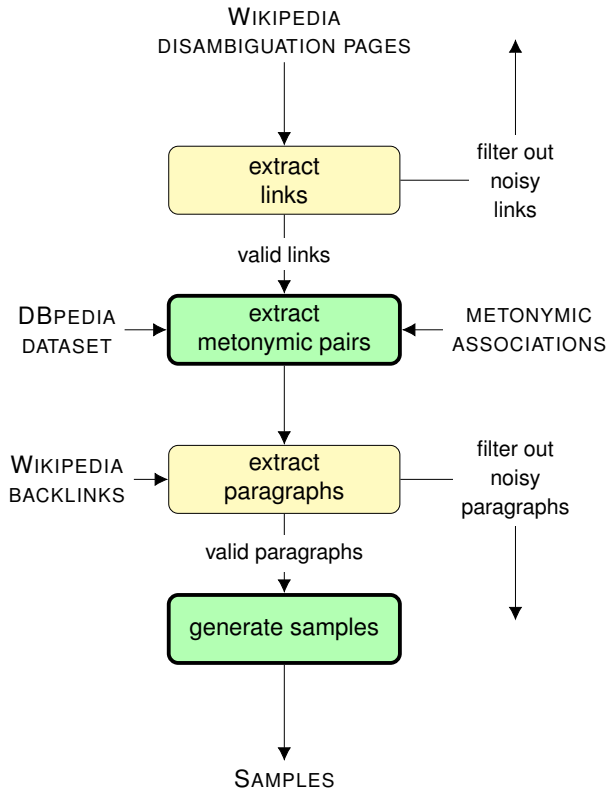 WIKIPEDIA
DISAMBIGUATION PAGES
extract
links
filter out
noisy
links
valid links
DBPEDIA
DATASET
extract
metonymic pairs
METONYMIC
ASSOCIATIONS
WIKIPEDIA
BACKLINKS
extract
paragraphs
filter out
noisy
paragraphs
valid paragraphs
generate samples
SAMPLES